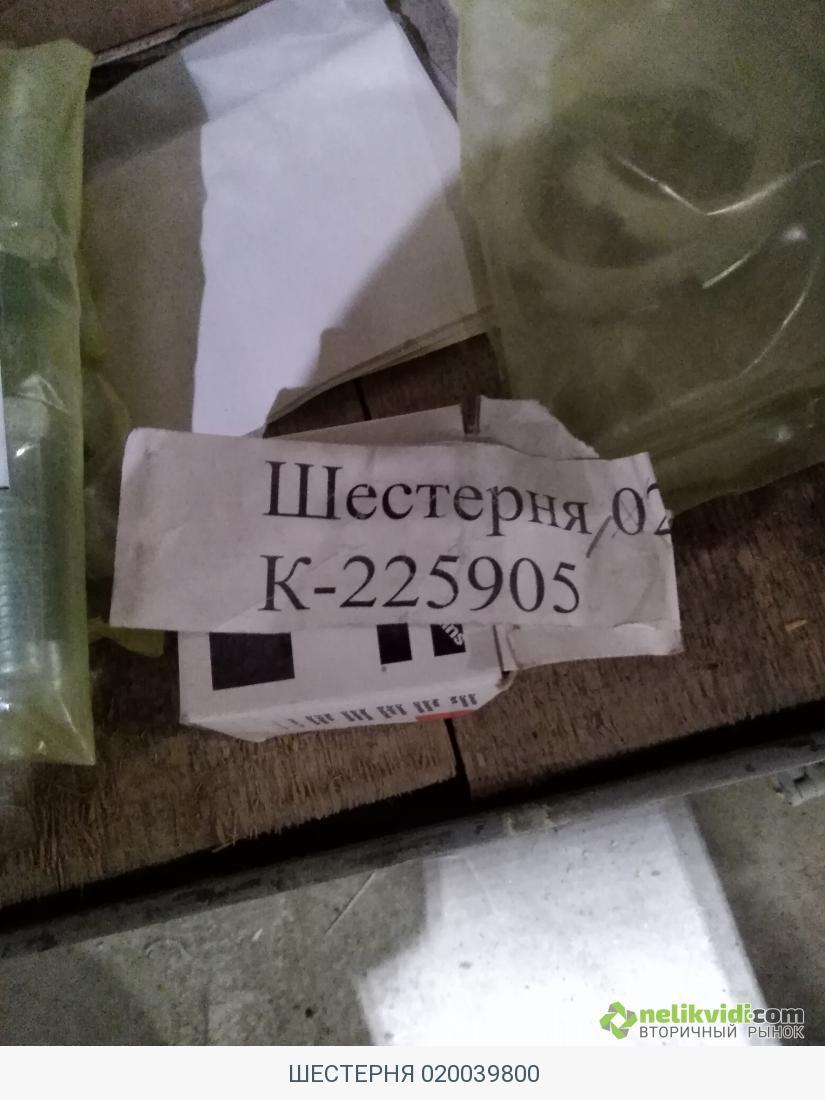 Шестерня 02
К-225905
nelikvidi.com
ВТОРИЧНЫЙ РЫНОК
ШЕСТЕРНЯ 020039800